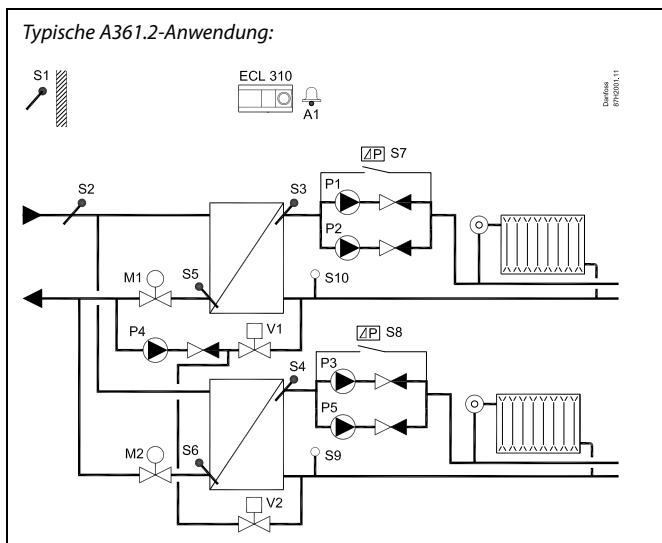 Typische A361.2-Anwendung:
S1
ECL 310
A1
Danfoss
87H2001.11
S2
S3
⊿P S7
P1
P2
M1
S5
S10
P4
V1
S4
⊿P S8
P3
P5
M2
S6
S9
V2